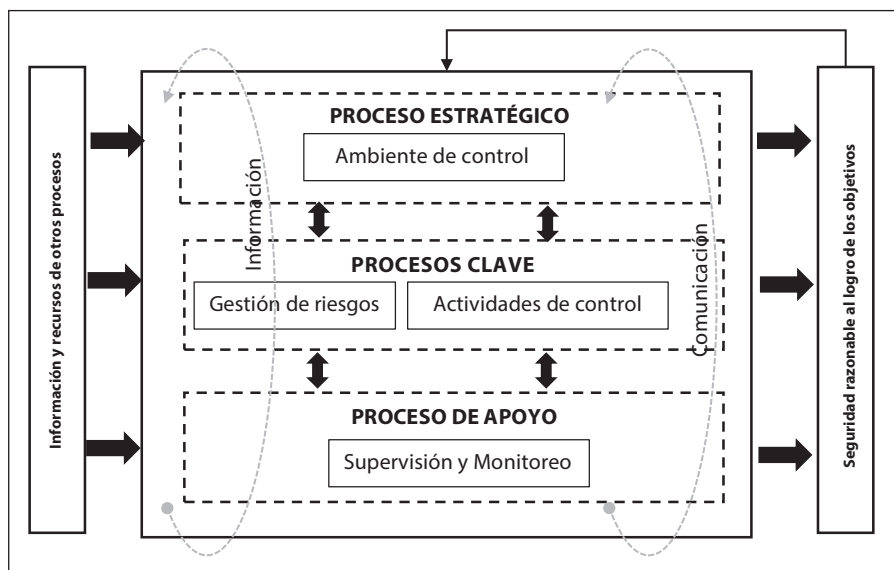 Información y recursos de otros procesos
PROCESO ESTRATÉGICO
Ambiente de control
Información
PROCESOS CLAVE
Gestión de riesgos
Actividades de control
Comunicación
PROCESO DE APOYO
Supervisión y Monitoreo
Seguridad razonable al logro de los objetivos